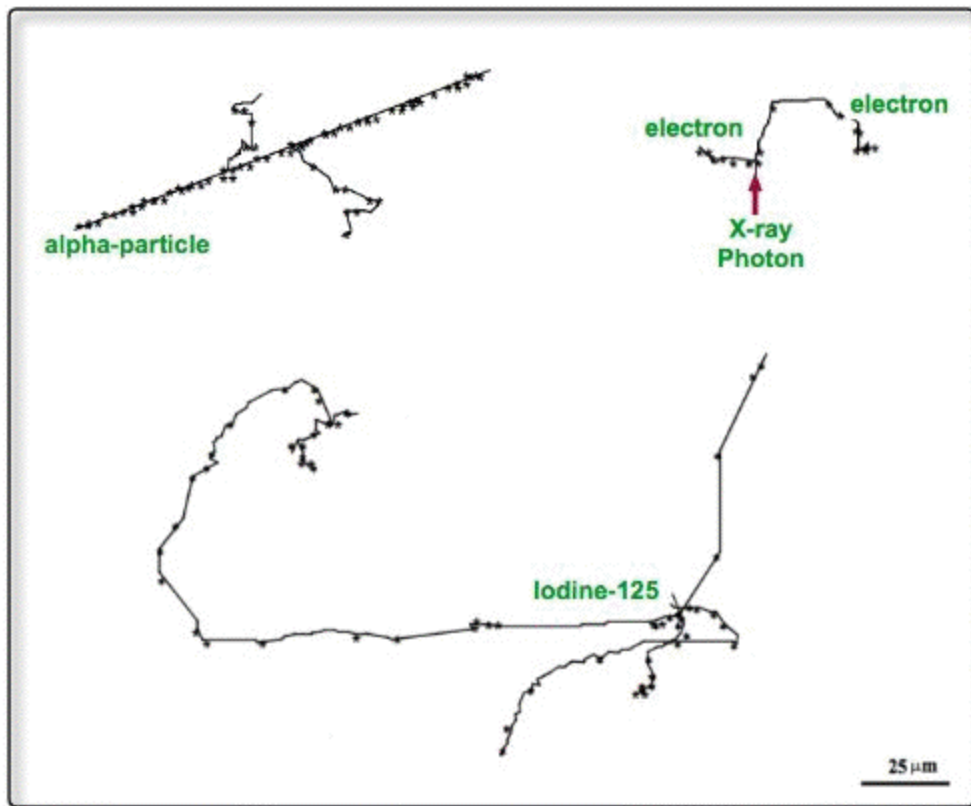 electron
electron
alpha-particle
X-ray
Photon
Iodine-125
25 μm